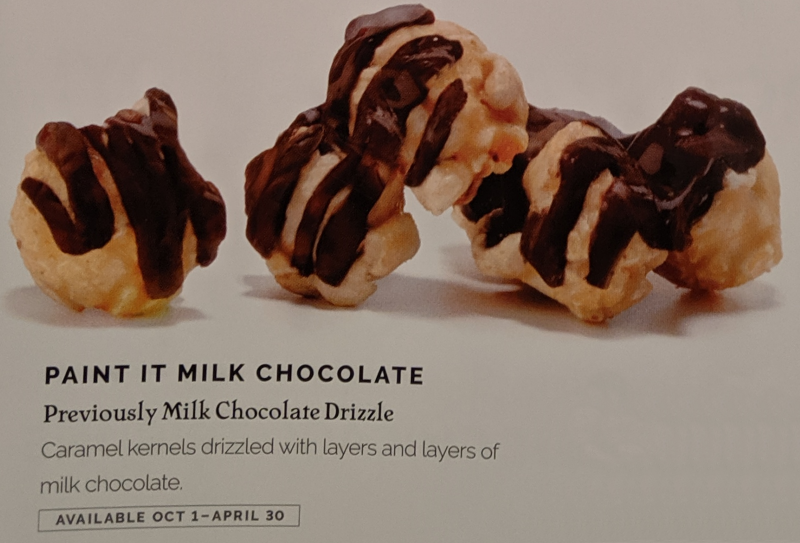 PAINT IT MILK CHOCOLATE
Previously Milk Chocolate Drizzle
Caramel kernels drizzled with layers and layers of
milk chocolate.
AVAILABLE OCT 1–APRIL 30